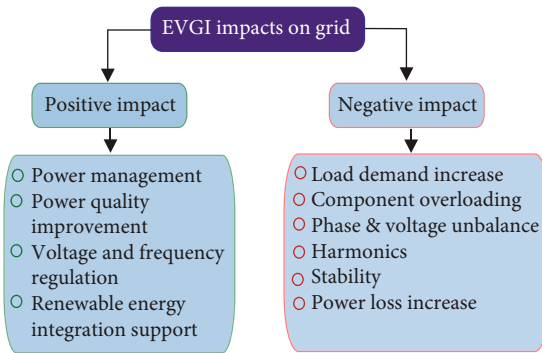 EVGI impacts on grid
Positive impact
Negative impact
Power management
Power quality
improvement
Voltage and frequency
regulation
Renewable energy
integration support
Load demand increase
Component overloading
Phase & voltage unbalance
Harmonics
Stability
Power loss increase